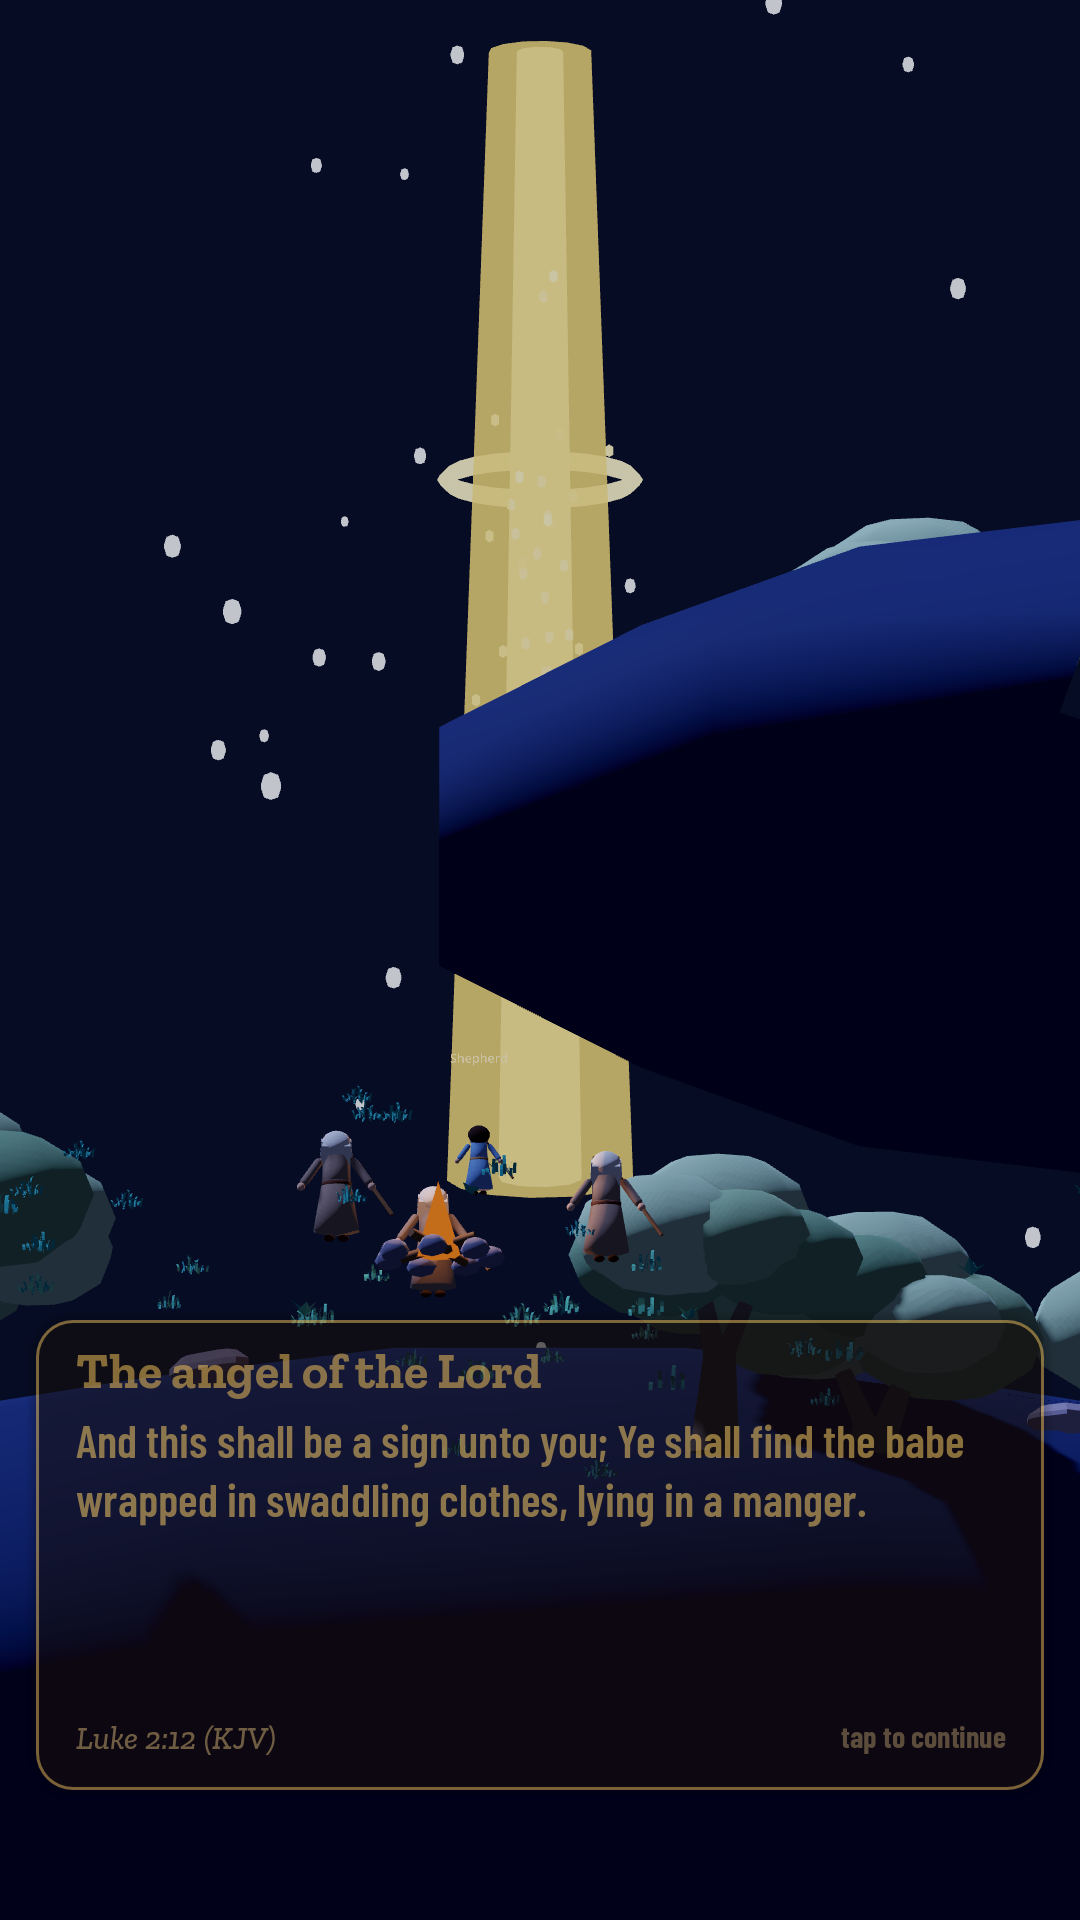 Shepherd
The angel of the Lord
And this shall be a sign unto you; Ye shall find the babe
wrapped in swaddling clothes, lying in a manger.
Luke 2:12 (KJV)
tap to continue